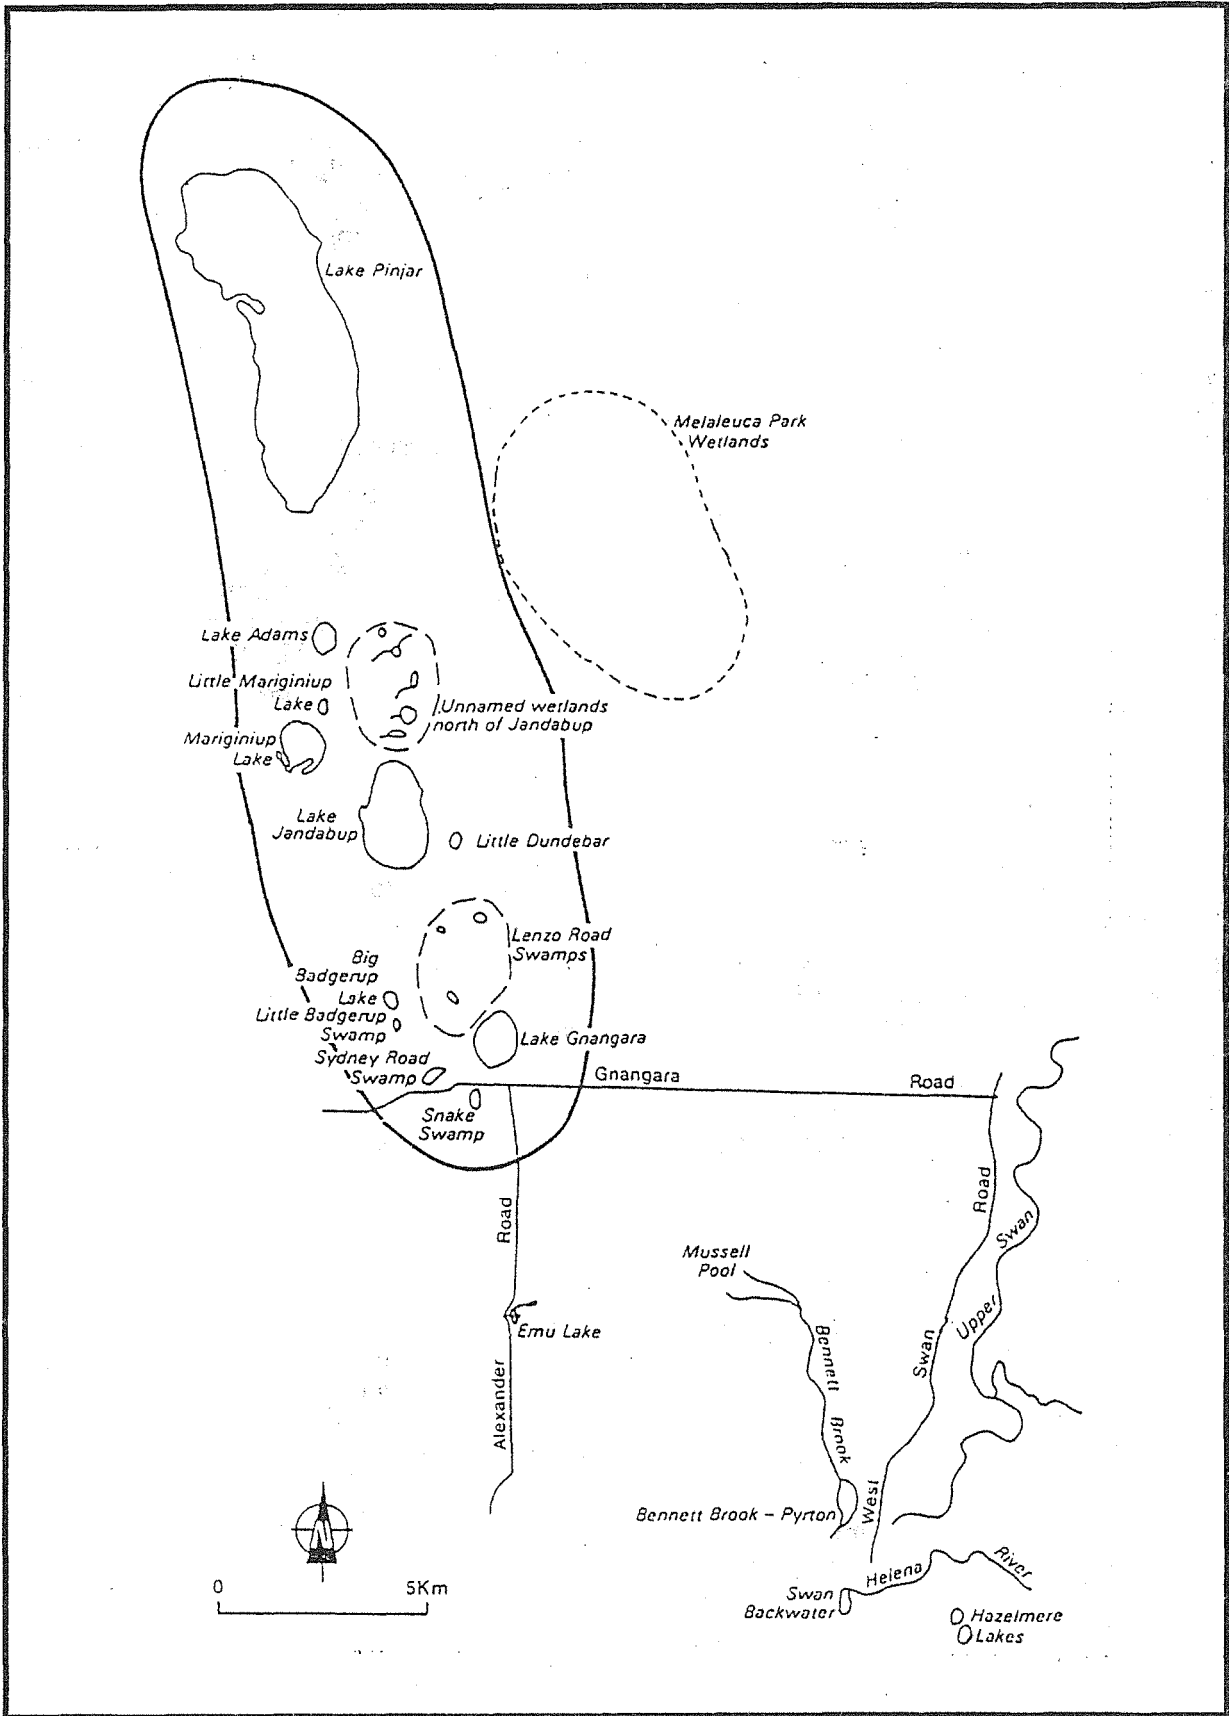 Lake Pinjar
Melaleuca Park
Wetlands
Lake Adams
Little Mariginiup
Lake
Unnamed wetlands
north of Jandabup
Mariginiup
Lake
Lake
Jandabup
Little Dundebar
Lenzo Road
Swamps
Big
Badgerup
Lake
Little Badgerup
Swamp
Lake Gnangara
Sydney Road
Swamp
Gnangara Road
Snake
Swamp
Road
Alexander
Emu Lake
Mussell
Pool
Bennett Brook
Road
Swan
West
Swan
Upper
Bennett Brook - Pyrton
N
0 5Km
Helena River
Swan
Backwater
Hazelmere
Lakes